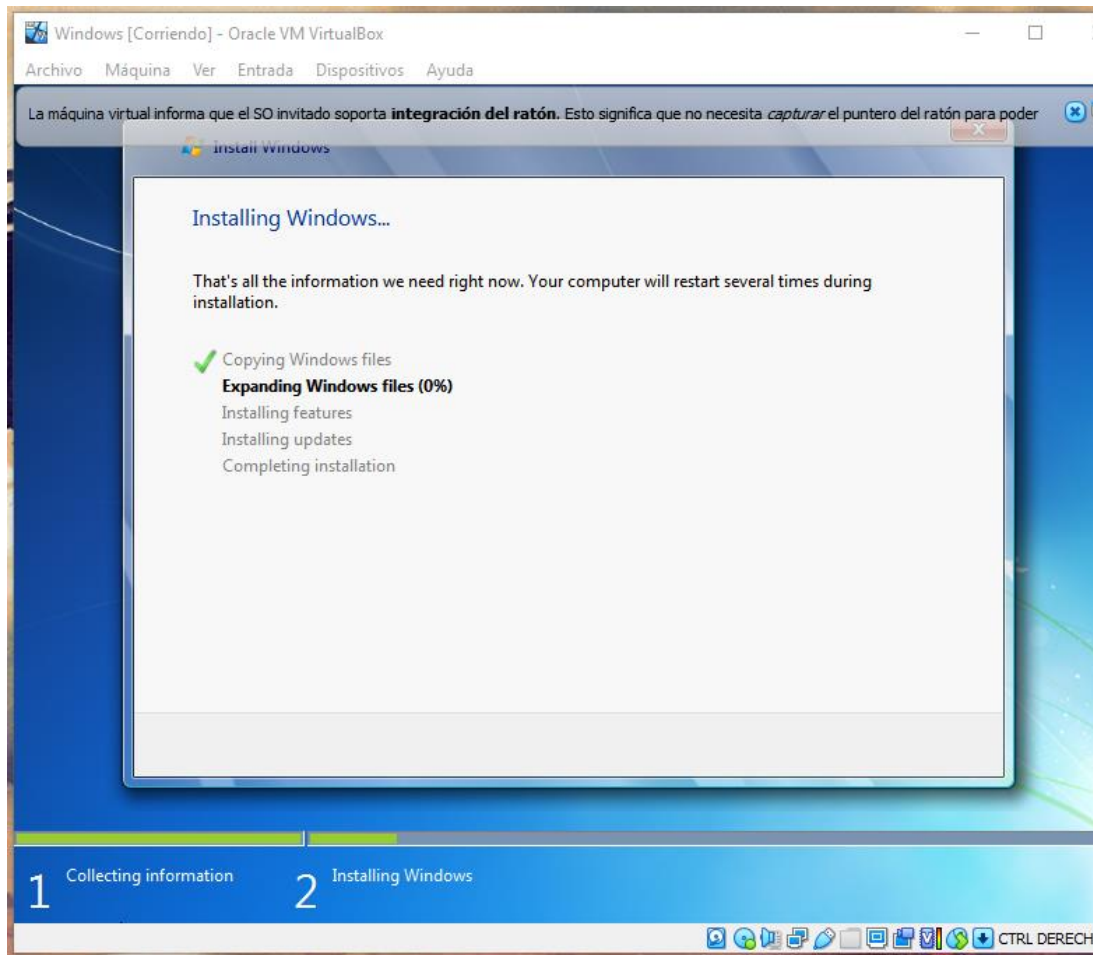 Windows [Corriendo] - Oracle VM VirtualBox
Archivo Máquina Ver Entrada Dispositivos Ayuda
La máquina virtual informa que el SO invitado soporta integración del ratón. Esto significa que no necesita capturar el puntero del ratón para poder
Install Windows
Installing Windows...
That's all the information we need right now. Your computer will restart several times during
installation.
Copying Windows files
Expanding Windows files (0%)
Installing features
Installing updates
Completing installation
1 Collecting information 2 Installing Windows
CTRL DERECH